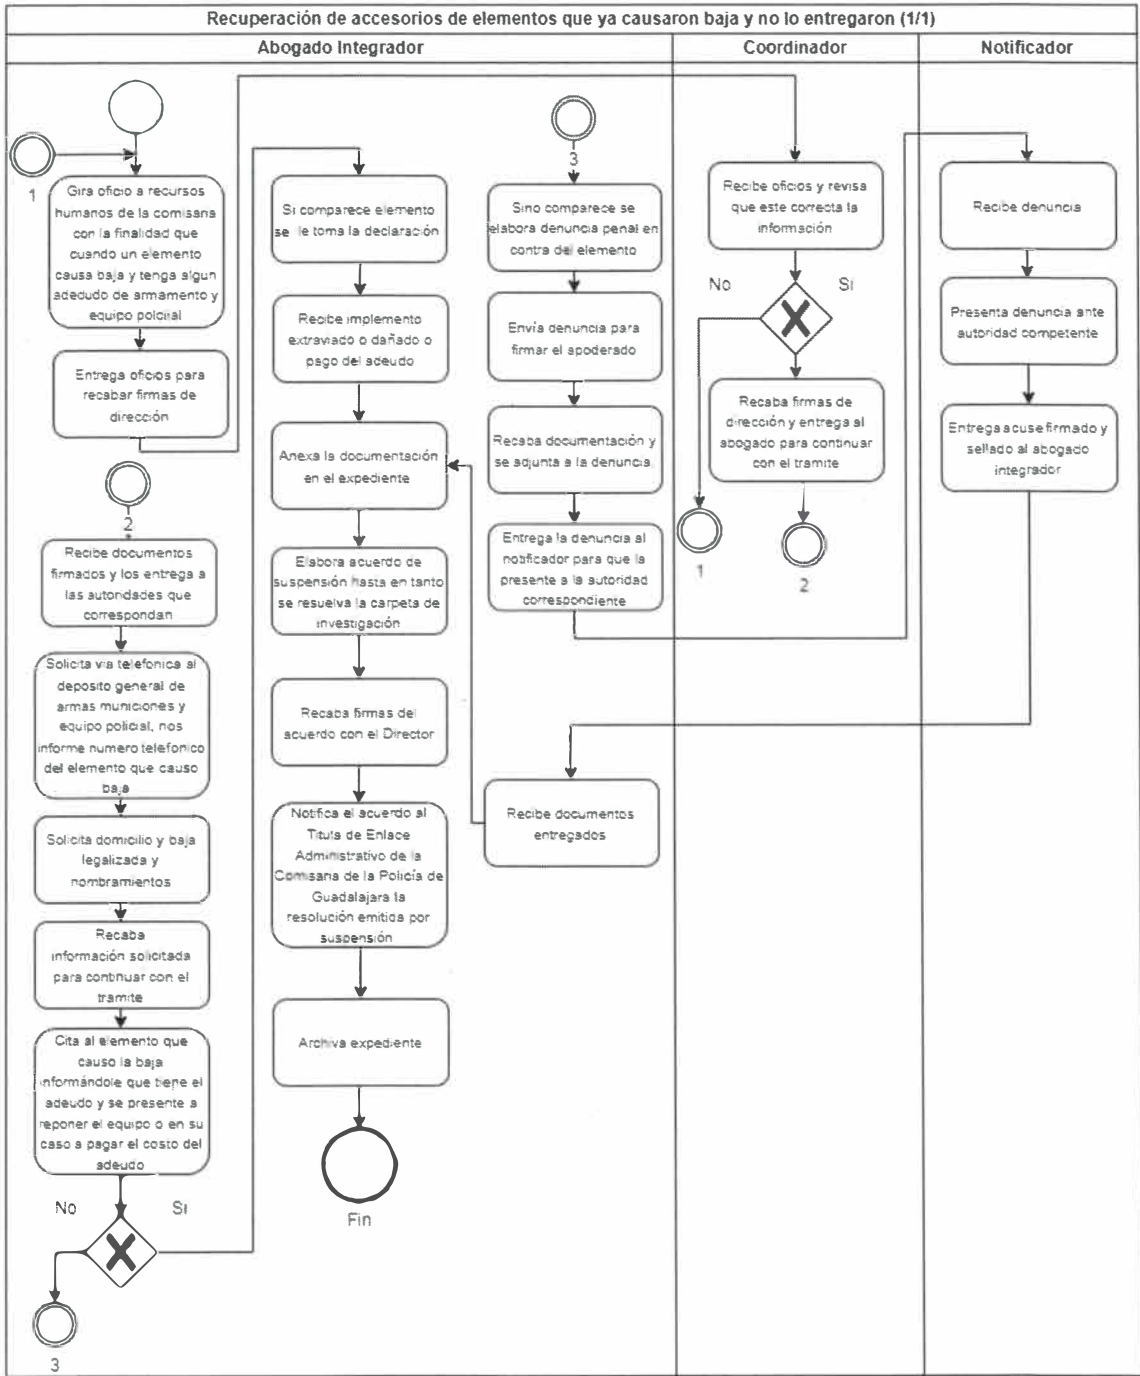 Recuperación de accesorios de elementos que ya causaron baja y no lo entregaron (1/1)
Abogado Integrador
Coordinador
Notificador
1
Gira oficio a recursos
humanos de la comisaria
con la finalidad que
cuando un elemento
causa baja y tenga algun
adedudo de armamento y
equipo policial
Entrega oficios para
recabar firmas de
dirección
2
Recibe documentos
firmados y los entrega a
las autoridades que
correspondan
Solicita via telefonica al
deposito general de
armas municiones y
equipo policial, nos
informe numero telefonico
del elemento que causo
baja
Solicita domicilio y baja
legalizada y
nombramientos
Recaba
información solicitada
para continuar con el
tramite
Cita al elemento que
causo la baja
informándole que tiene el
adeudo y se presente a
reponer el equipo o en su
caso a pagar el costo del
adeudo
No
Si
3
Si comparece elemento
se le toma la declaración
Recibe implemento
extraviado o dañado o
pago del adeudo
Anexa la documentación
en el expediente
Elabora acuerdo de
suspensión hasta en tanto
se resuelva la carpeta de
investigación
Recaba firmas del
acuerdo con el Director
Notifica el acuerdo al
Titula de Enlace
Administrativo de la
Comisaria de la Policía de
Guadalajara la
resolución emitida por
suspensión
Archiva expediente
Fin
3
Sino comparece se
elabora denuncia penal en
contra del elemento
Envía denuncia para
firmar el apoderado
Recaba documentación y
se adjunta a la denuncia
Entrega la denuncia al
notificador para que la
presente a la autoridad
correspondiente
Recibe documentos
entregados
Recibe oficios y revisa
que este correcta la
información
No
Si
Recaba firmas de
dirección y entrega al
abogado para continuar
con el tramite
1
2
Recibe denuncia
Presenta denuncia ante
autoridad competente
Entrega acuse firmado y
sellado al abogado
integrador